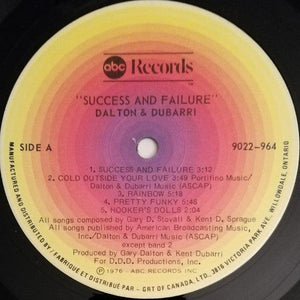 abc Records
"SUCCESS AND FAILURE"
DALTON & DUBARRI
SIDE A
9022-964
1. SUCCESS AND FAILURE 3:12
2. COLD OUTSIDE YOUR LOVE 3:49 Portifino Music/
Dalton & Dubarri Music (ASCAP)
3. RAINBOW 5:18
4. PRETTY FUNKY 5:48
5. HOOKER'S DOLLS 2:04
All songs composed by Gary D. Stovall & Kent D. Sprague
All songs published by American Broadcasting Music,
Inc./Dalton & Dubarri Music (ASCAP)
except band 2
Produced by Gary Dalton & Kent Dubarri
for D.D.D. Productions, Inc.
1976 - ABC RECORDS INC
MANUFACTURED AND DISTRIBUTED BY / FABRIQUÉ ET DISTRIBUÉ PAR - GRT OF CANADA, LTD. 3816 VICTORIA PARK AVE. WILLOWDALE, ONTARIO